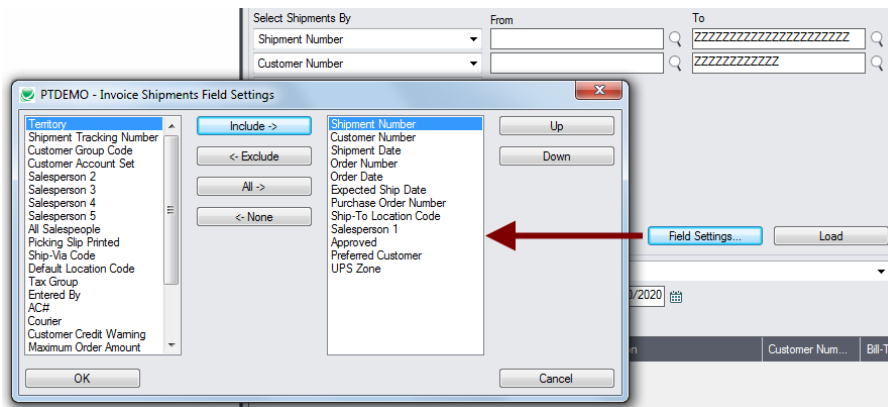 Select Shipments By
From
To
Shipment Number
ZZZZZZZZZZZZZZZZZZZZZZ
Customer Number
ZZZZZZZZZZZZ
PTDEMO - Invoice Shipments Field Settings
Territory
Shipment Tracking Number
Customer Group Code
Customer Account Set
Salesperson 2
Salesperson 3
Salesperson 4
Salesperson 5
All Salespeople
Picking Slip Printed
Ship-Via Code
Default Location Code
Tax Group
Entered By
AC#
Courier
Customer Credit Warning
Maximum Order Amount
Include ->
<- Exclude
All ->
<- None
Shipment Number
Customer Number
Shipment Date
Order Number
Order Date
Expected Ship Date
Purchase Order Number
Ship-To Location Code
Salesperson 1
Approved
Preferred Customer
UPS Zone
Up
Down
OK
Cancel
Field Settings...
Load
0/2020
Customer Num...
Bill-T